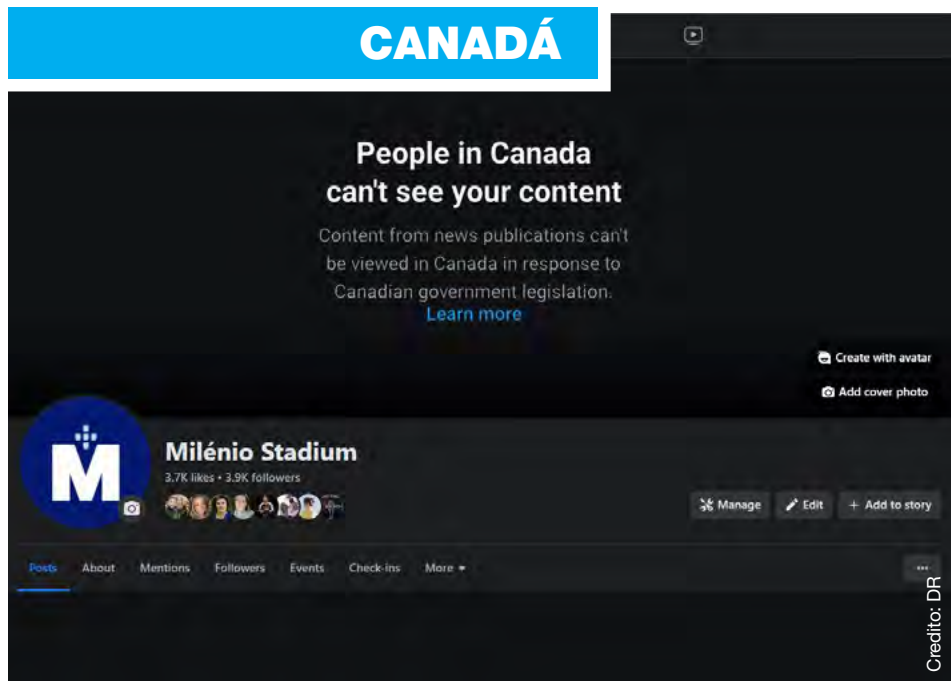 CANADÁ
People in Canada
can't see your content
Content from news publications can't
be viewed in Canada in response to
Canadian government legislation.
Learn more
Create with avatar
Add cover photo
M
Milénio Stadium
3.7K likes • 3.9K followers
Manage Edit + Add to story
Posts About Mentions Followers Events Check-ins More
Credito: DR